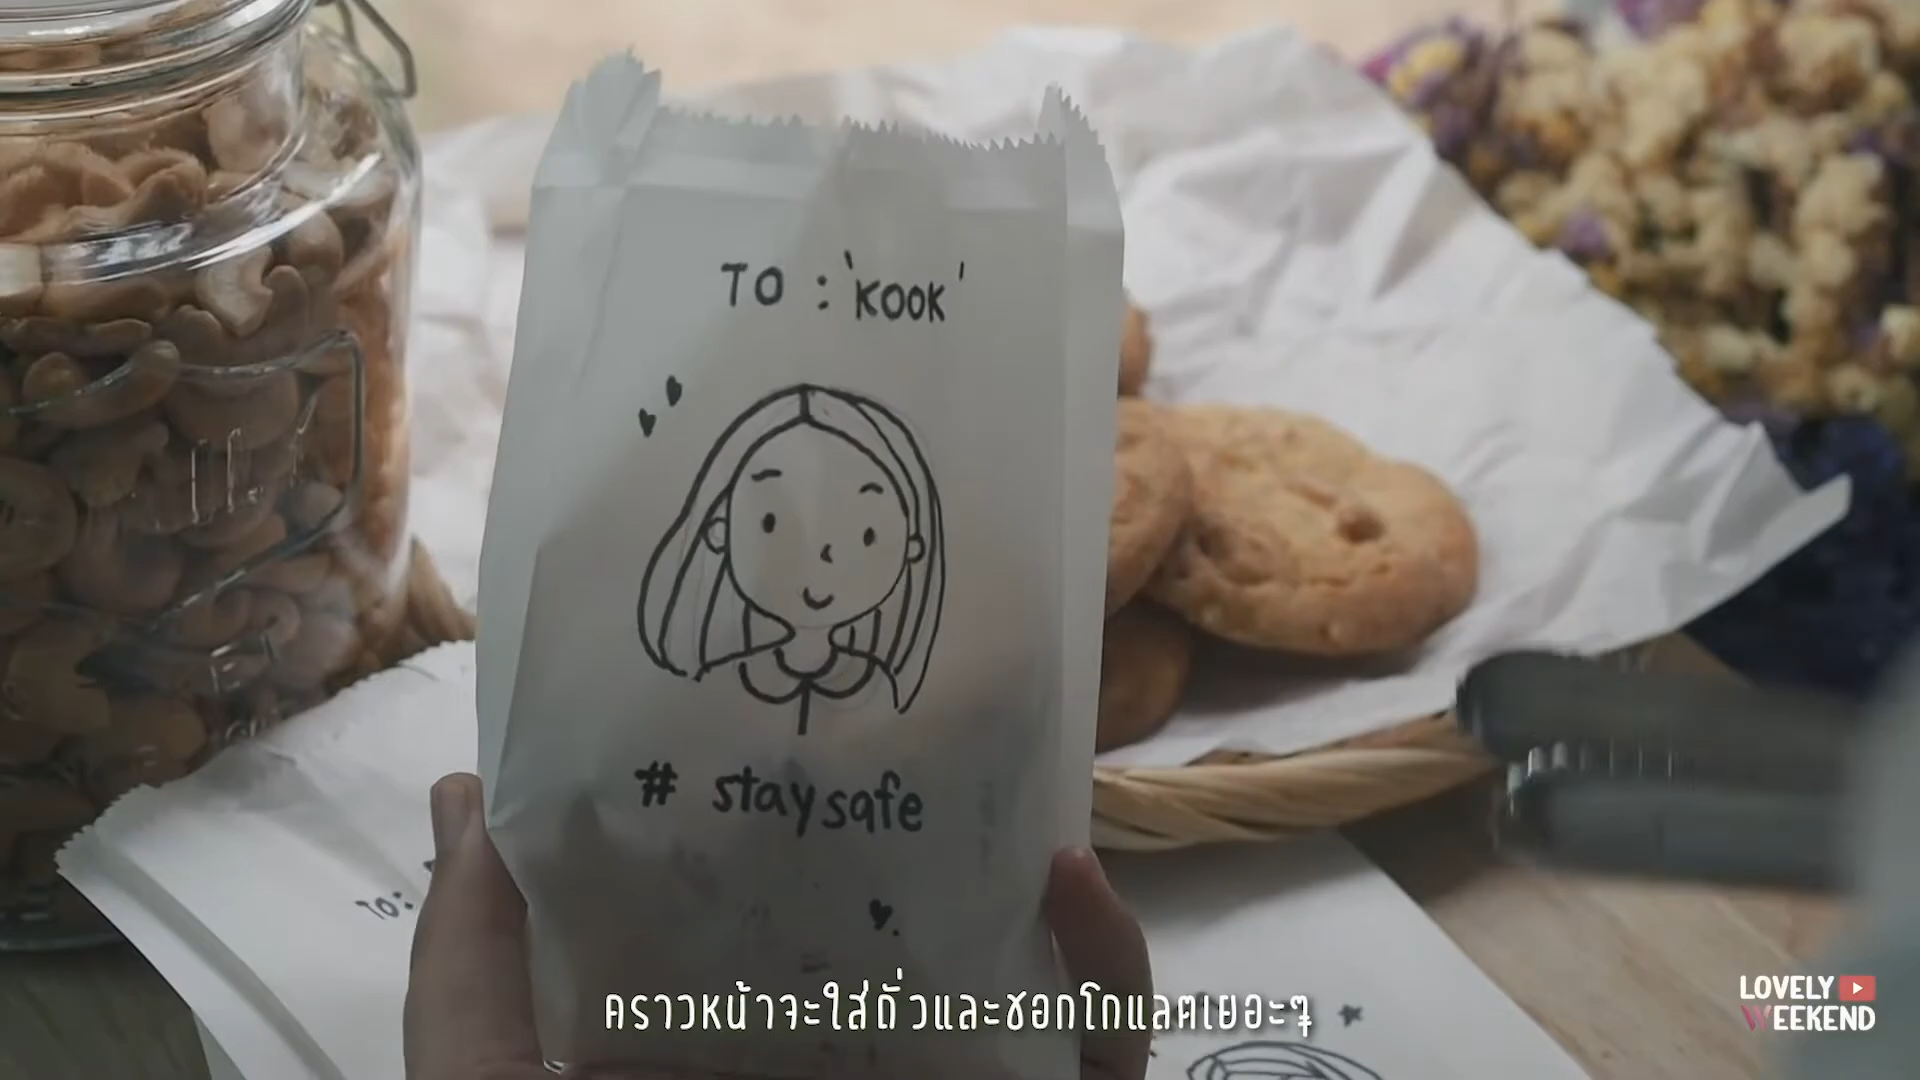 TO : 'KOOK'
# staysafe
TO:
คราวหน้าจะใส่ถั่วและชอกโกแลตเยอะๆ
LOVELY
WEEKEND